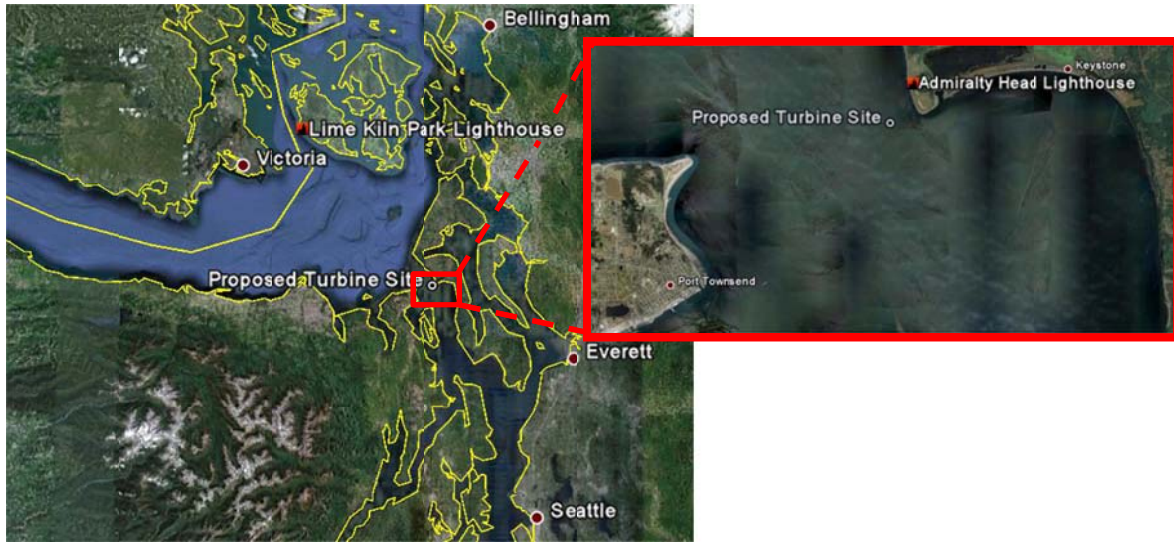 Bellingham
Lime Kiln Park Lighthouse
Victoria
Proposed Turbine Site
Everett
Seattle
Keystone
Admiralty Head Lighthouse
Proposed Turbine Site
Port Townsend